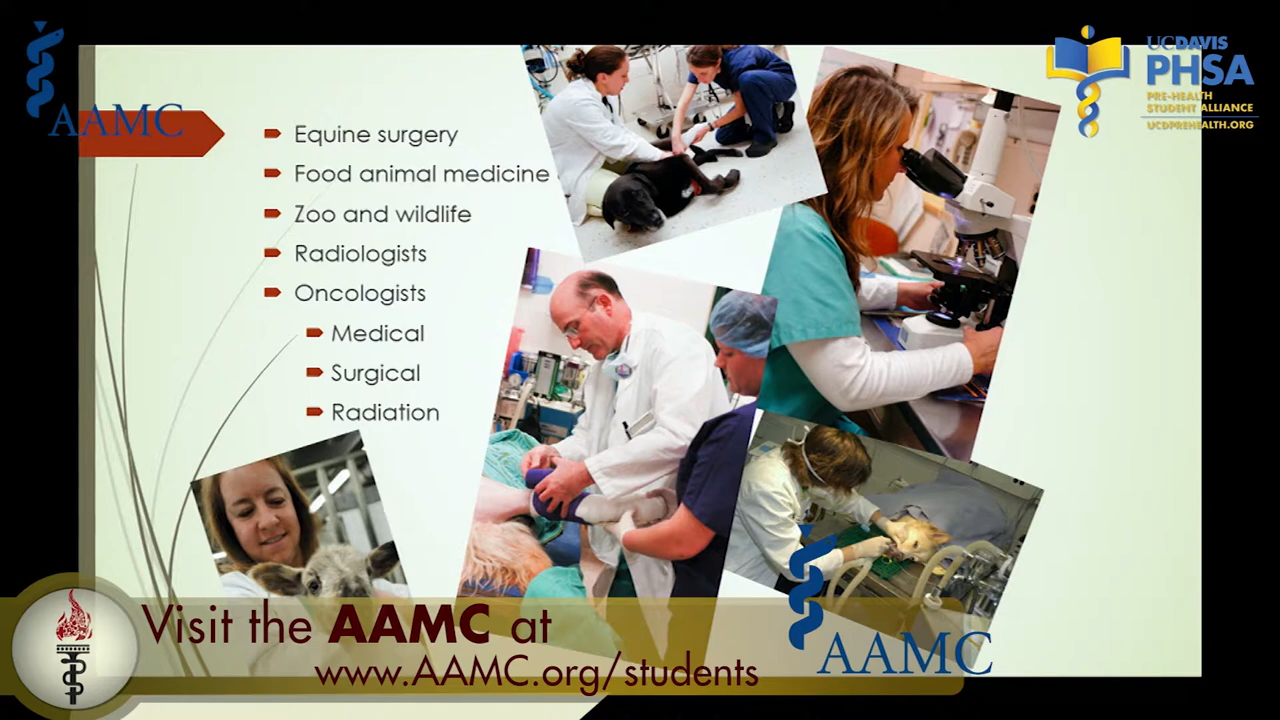 AAMC
UCDAVIS
PHSA
PRE-HEALTH
STUDENT ALLIANCE
UCDPREHEALTH.ORG
Equine surgery
Food animal medicine
Zoo and wildlife
Radiologists
Oncologists
Medical
Surgical
Radiation
Visit the AAMC at
www.AAMC.org/students
AAMC